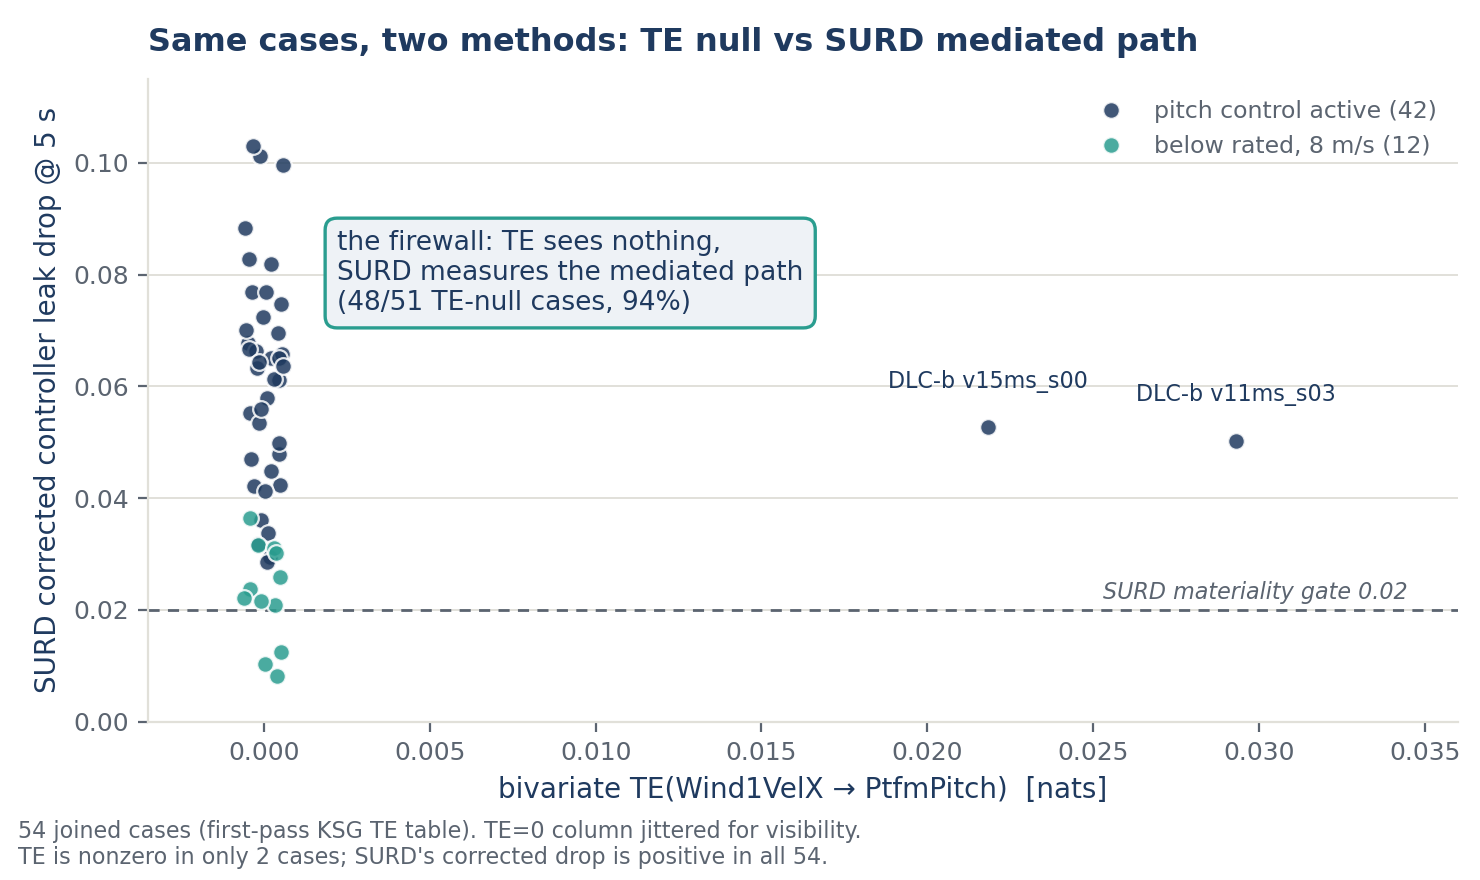 Same cases, two methods: TE null vs SURD mediated path
SURD corrected controller leak drop @ 5 s
pitch control active (42)
below rated, 8 m/s (12)
0.10
0.08
0.06
0.04
0.02
0.00
the firewall: TE sees nothing,
SURD measures the mediated path
(48/51 TE-null cases, 94%)
DLC-b v15ms_s00
DLC-b v11ms_s03
SURD materiality gate 0.02
0.000 0.005 0.010 0.015 0.020 0.025 0.030 0.035
bivariate TE(Wind1VelX → PtfmPitch) [nats]
54 joined cases (first-pass KSG TE table). TE=0 column jittered for visibility.
TE is nonzero in only 2 cases; SURD's corrected drop is positive in all 54.